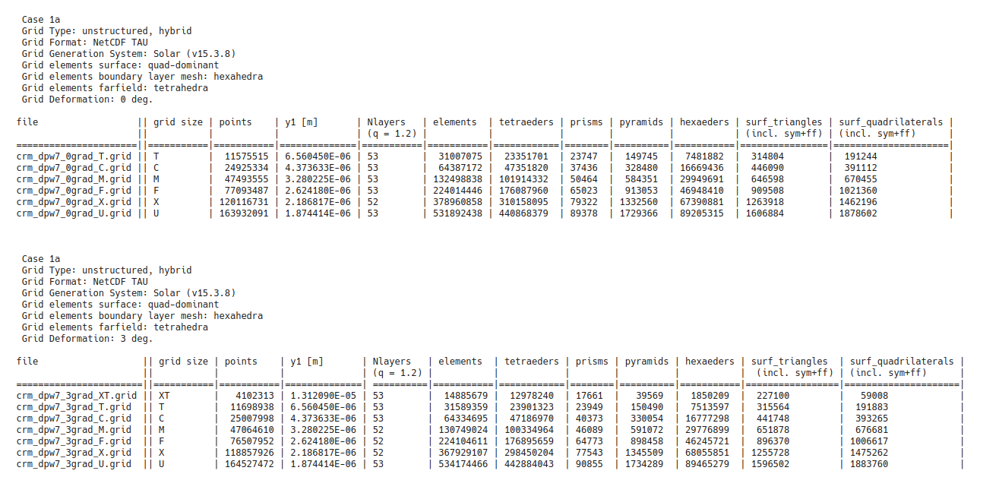 Case 1a
Grid Type: unstructured, hybrid
Grid Format: NetCDF TAU
Grid Generation System: Solar (v15.3.8)
Grid elements surface: quad-dominant
Grid elements boundary layer mesh: hexahedra
Grid elements farfield: tetrahedra
Grid Deformation: 0 deg.
file || grid size | points | y1 [m] | Nlayers | elements | tetraeders | prisms | pyramids | hexaeders | surf_triangles | surf_quadrilaterals |
|| | | | (q = 1.2) | | | | | | (incl. sym+ff) | (incl. sym+ff) |
======================||===========|===========|==============|===========|===========|============|========|==========|===========|================|=====================|
crm_dpw7_0grad_T.grid || T | 11575515 | 6.560450E-06 | 53 | 31007075 | 23351701 | 23747 | 149745 | 7481882 | 314804 | 191244 |
crm_dpw7_0grad_C.grid || C | 24925334 | 4.373633E-06 | 53 | 64387172 | 47351820 | 37436 | 328480 | 16669436 | 446090 | 391112 |
crm_dpw7_0grad_M.grid || M | 47493555 | 3.280225E-06 | 53 | 132498838 | 101914332 | 50464 | 584351 | 29949691 | 646598 | 670455 |
crm_dpw7_0grad_F.grid || F | 77093487 | 2.624180E-06 | 53 | 224014446 | 176087960 | 65023 | 913053 | 46948410 | 909508 | 1021360 |
crm_dpw7_0grad_X.grid || X | 120116731 | 2.186817E-06 | 52 | 378960858 | 310158095 | 79322 | 1332560 | 67390881 | 1263918 | 1462196 |
crm_dpw7_0grad_U.grid || U | 163932091 | 1.874414E-06 | 53 | 531892438 | 440868379 | 89378 | 1729366 | 89205315 | 1606884 | 1878602 |
Case 1a
Grid Type: unstructured, hybrid
Grid Format: NetCDF TAU
Grid Generation System: Solar (v15.3.8)
Grid elements surface: quad-dominant
Grid elements boundary layer mesh: hexahedra
Grid elements farfield: tetrahedra
Grid Deformation: 3 deg.
file || grid size | points | y1 [m] | Nlayers | elements | tetraeders | prisms | pyramids | hexaeders | surf_triangles | surf_quadrilaterals |
|| | | | (q = 1.2) | | | | | | (incl. sym+ff) | (incl. sym+ff) |
=======================||===========|===========|==============| ==========|===========|============|========|==========|===========|=================|=====================|
crm_dpw7_3grad_XT.grid || XT | 4102313 | 1.312090E-05 | 53 | 14885679 | 12978240 | 17661 | 39569 | 1850209 | 227100 | 59008 |
crm_dpw7_3grad_T.grid || T | 11698938 | 6.560450E-06 | 53 | 31589359 | 23901323 | 23949 | 150490 | 7513597 | 315564 | 191883 |
crm_dpw7_3grad_C.grid || C | 25007998 | 4.373633E-06 | 53 | 64334695 | 47186970 | 40373 | 330054 | 16777298 | 441748 | 393265 |
crm_dpw7_3grad_M.grid || M | 47064610 | 3.280225E-06 | 52 | 130749024 | 100334964 | 46089 | 591072 | 29776899 | 651878 | 676681 |
crm_dpw7_3grad_F.grid || F | 76507952 | 2.624180E-06 | 52 | 224104611 | 176895659 | 64773 | 898458 | 46245721 | 896370 | 1006617 |
crm_dpw7_3grad_X.grid || X | 118857926 | 2.186817E-06 | 52 | 367929107 | 298450204 | 77543 | 1345509 | 68055851 | 1255728 | 1475262 |
crm_dpw7_3grad_U.grid || U | 164527472 | 1.874414E-06 | 53 | 534174466 | 442884043 | 90855 | 1734289 | 89465279 | 1596502 | 1883760 |